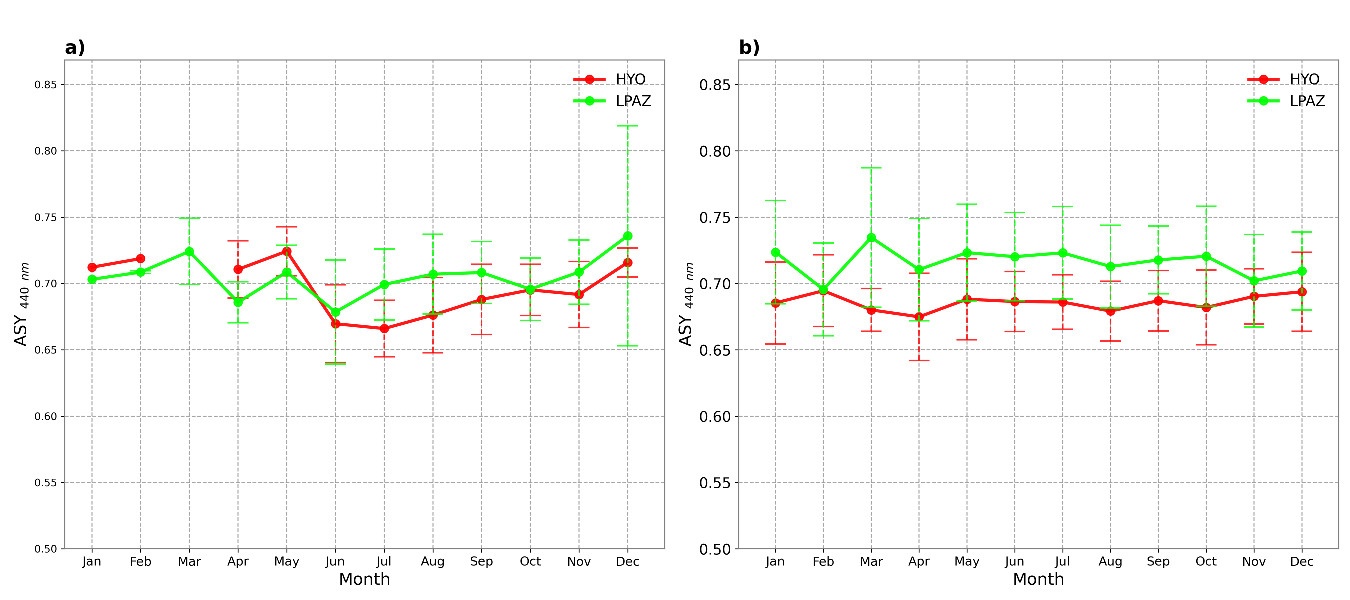 a)
HYO
LPAZ
0.85
0.80
0.75
0.70
0.65
0.60
0.55
0.50
ASY 440 nm
Jan Feb Mar Apr May Jun Jul Aug Sep Oct Nov Dec
Month
b)
HYO
LPAZ
0.85
0.80
0.75
0.70
0.65
0.60
0.55
0.50
ASY 440 nm
Jan Feb Mar Apr May Jun Jul Aug Sep Oct Nov Dec
Month